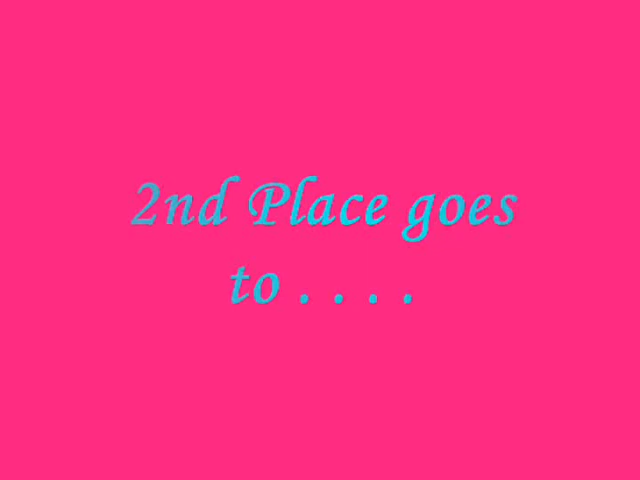 2nd Place goes
to . . . .